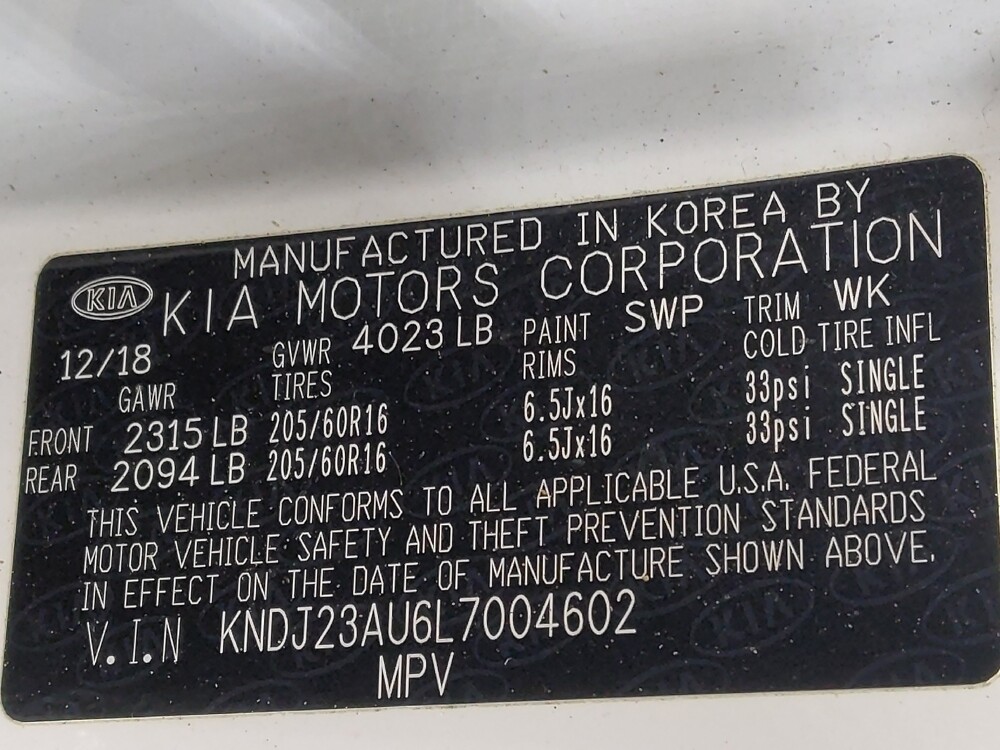 MANUFACTURED IN KOREA BY
KIA KIA MOTORS CORPORATION
12/18 GVWR 4023 LB PAINT SWP TRIM WK
GAWR TIRES RIMS COLD TIRE INFL
FRONT 2315 LB 205/60R16 6.5Jx16 33psi SINGLE
REAR 2094 LB 205/60R16 6.5Jx16 33psi SINGLE
THIS VEHICLE CONFORMS TO ALL APPLICABLE U.S.A. FEDERAL
MOTOR VEHICLE SAFETY AND THEFT PREVENTION STANDARDS
IN EFFECT ON THE DATE OF MANUFACTURE SHOWN ABOVE.
V.I.N KNDJ23AU6L7004602
MPV